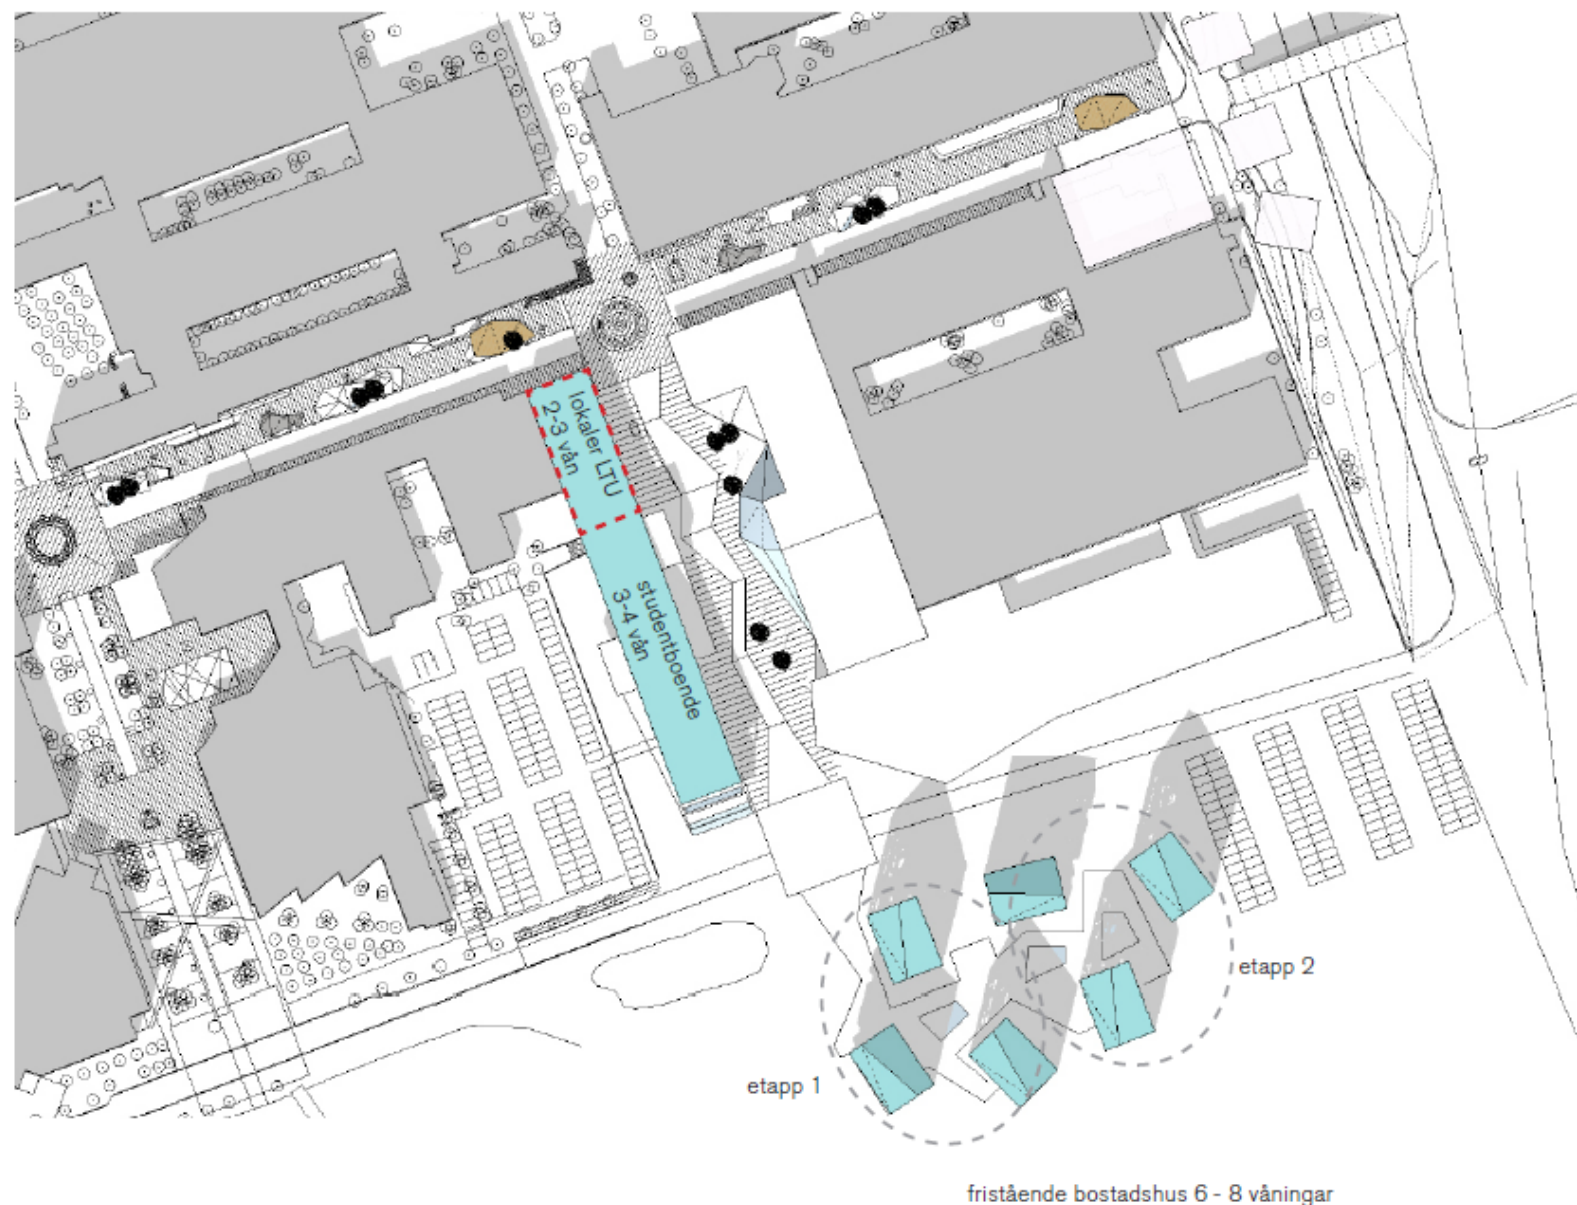 lokaler LTU
2-3 vån
studentboende
3-4 vån
etapp 2
etapp 1
fristående bostadshus 6 - 8 våningar